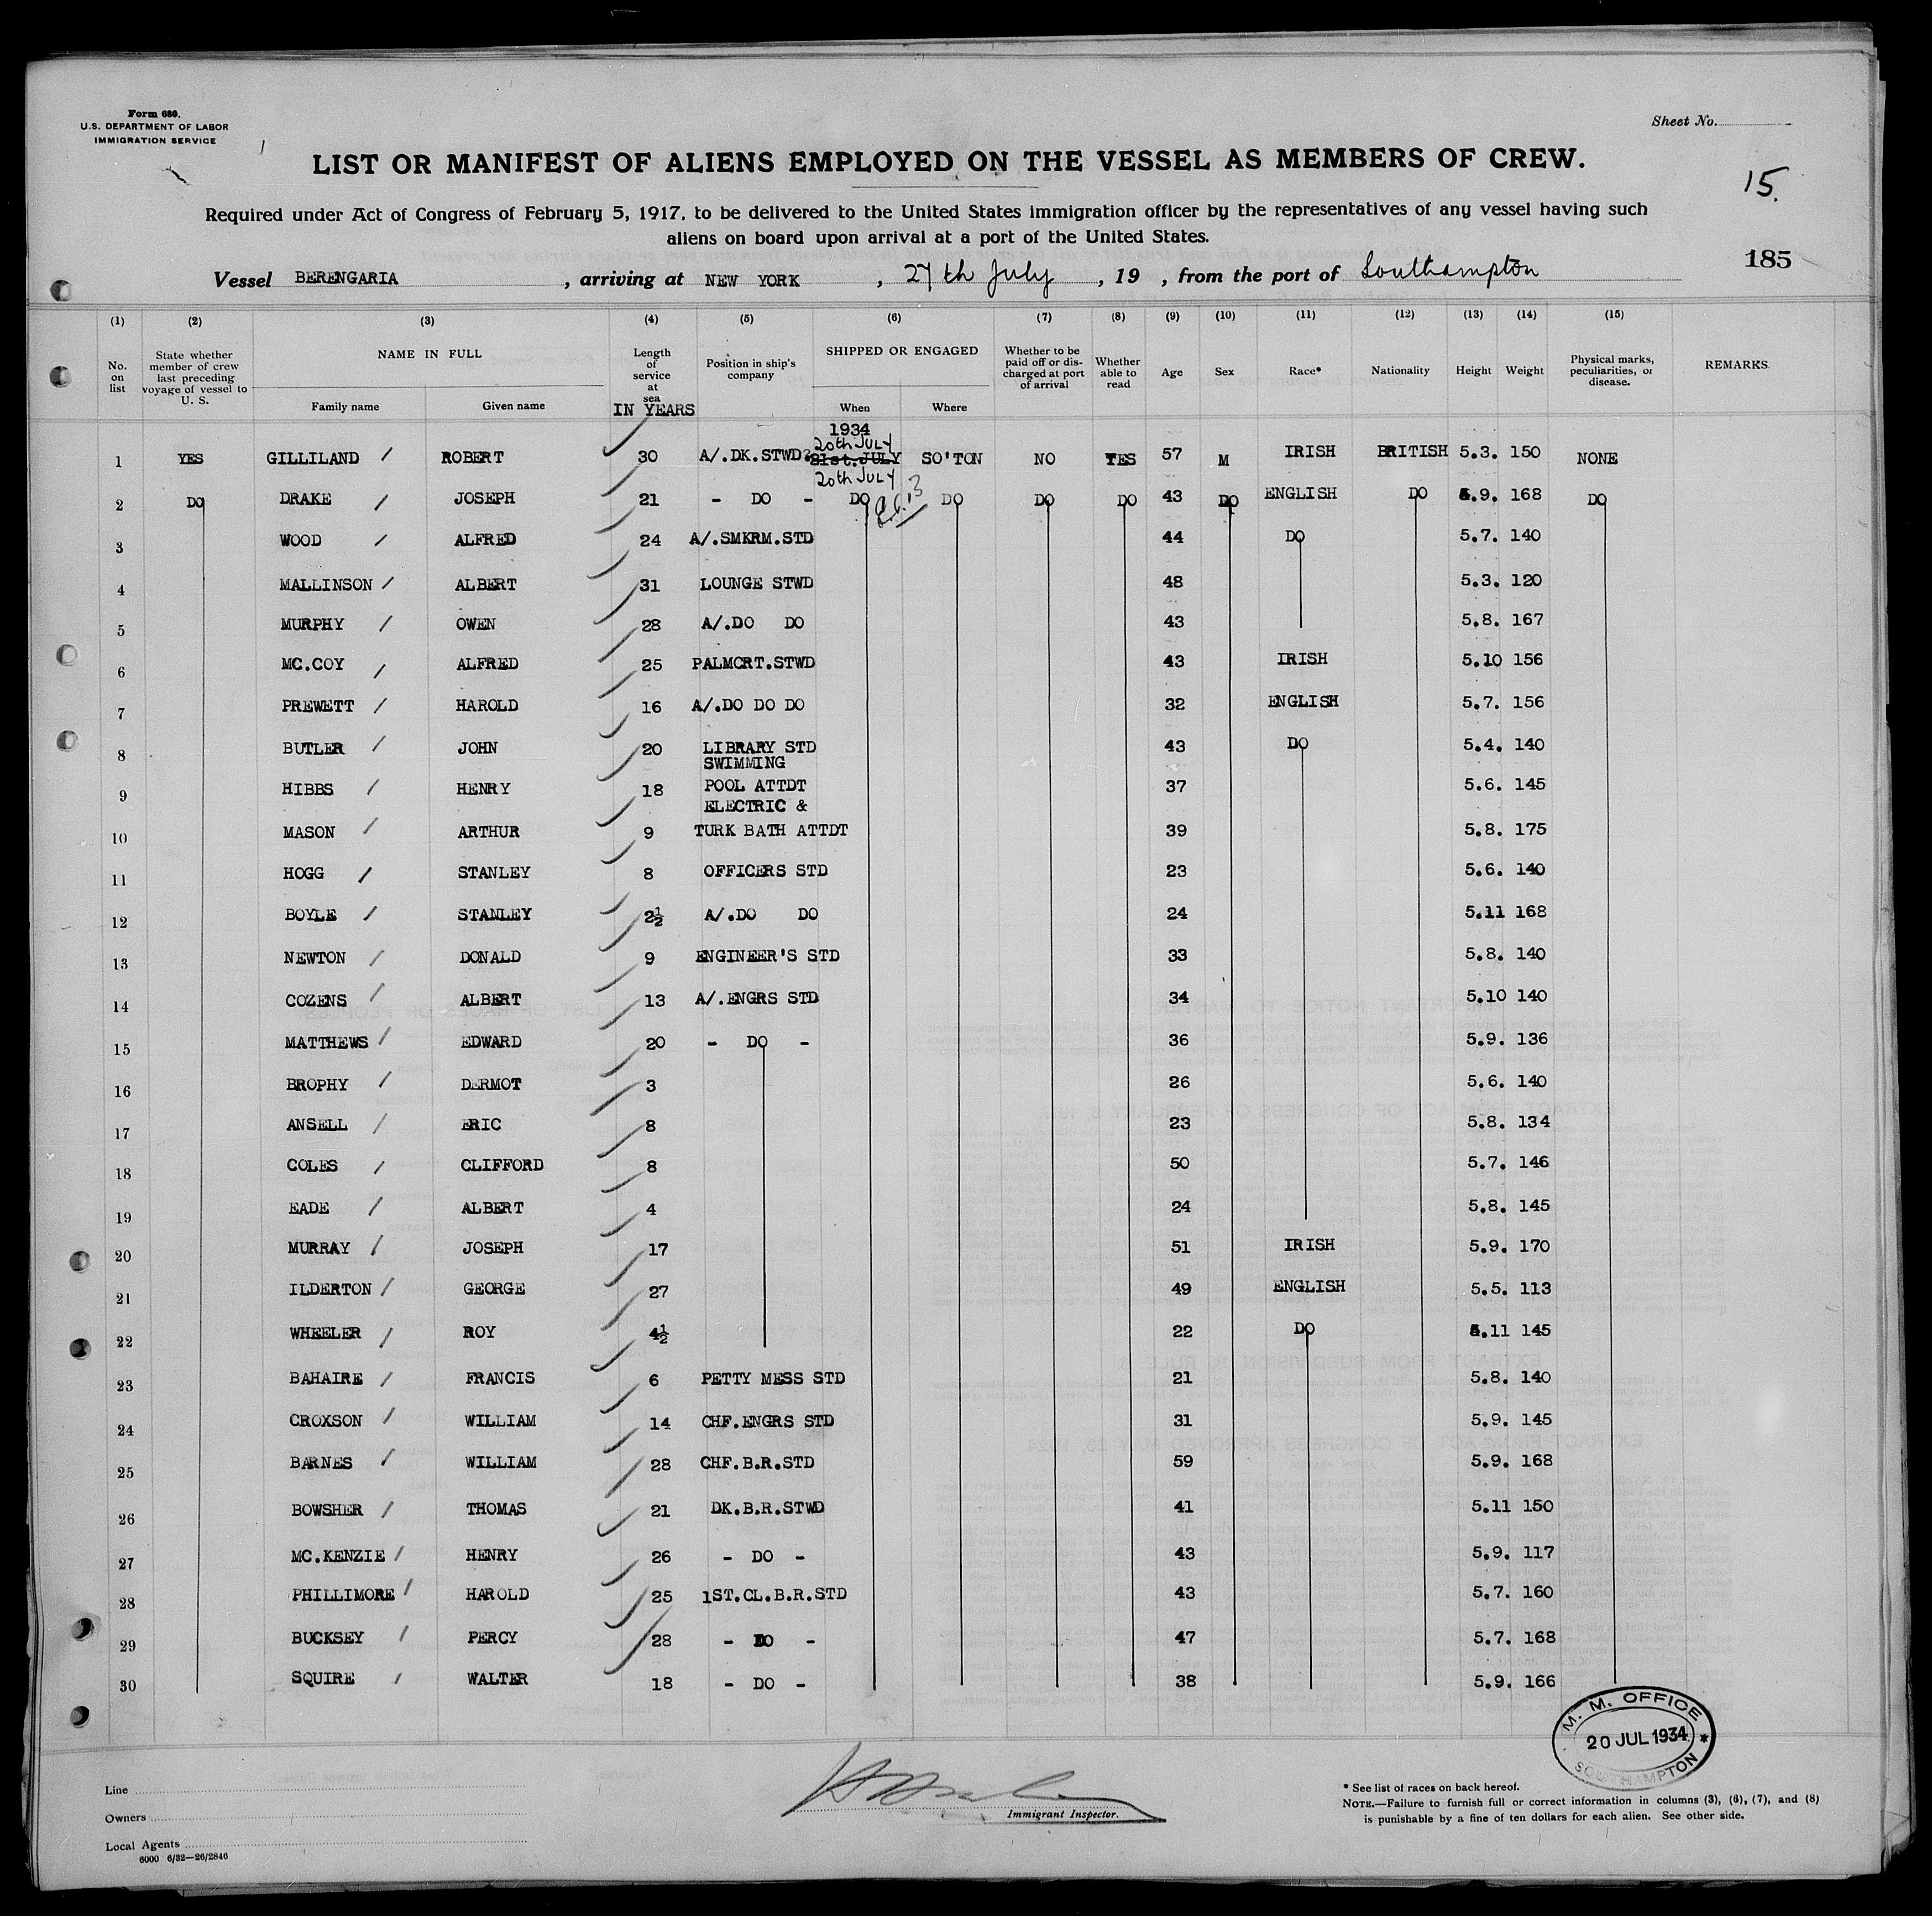 Form 680.
U.S. DEPARTMENT OF LABOR
IMMIGRATION SERVICE
Sheet No.
LIST OR MANIFEST OF ALIENS EMPLOYED ON THE VESSEL AS MEMBERS OF CREW.
15.
Required under Act of Congress of February 5, 1917, to be delivered to the United States immigration officer by the representatives of any vessel having such
aliens on board upon arrival at a port of the United States.
185
Vessel BERENGARIA, arriving at NEW YORK, 27th July, 19 , from the port of Southampton
(1) (2) (3) (4) (5) (6) (7) (8) (9) (10) (11) (12) (13) (14) (15)
No. on list
State whether member of crew last preceding voyage of vessel to U. S.
NAME IN FULL
Family name
Given name
Length of service at sea
IN YEARS
Position in ship's company
SHIPPED OR ENGAGED
When
Where
Whether to be paid off or discharged at port of arrival
Whether able to read
Age
Sex
Race*
Nationality
Height
Weight
Physical marks, peculiarities, or disease.
REMARKS
1934
20th JULY
1 YES GILLILAND ROBERT 30 A/.DK.STWD 21st.JULY SO'TON NO YES 57 M IRISH BRITISH 5.3. 150 NONE
20th JULY
2 DO DRAKE JOSEPH 21 - DO - DO DO DO DO 43 DO ENGLISH DO 5.9. 168 DO
3 WOOD ALFRED 24 A/.SMKRM.STD 44 DO 5.7. 140
4 MALLINSON ALBERT 31 LOUNGE STWD 48 5.3. 120
5 MURPHY OWEN 28 A/.DO DO 43 5.8. 167
6 MC.COY ALFRED 25 PALMCRT.STWD 43 IRISH 5.10 156
7 PREWETT HAROLD 16 A/.DO DO DO 32 ENGLISH 5.7. 156
8 BUTLER JOHN 20 LIBRARY STD 43 DO 5.4. 140
SWIMMING
9 HIBBS HENRY 18 POOL ATTDT 37 5.6. 145
ELECTRIC &
10 MASON ARTHUR 9 TURK BATH ATTDT 39 5.8. 175
11 HOGG STANLEY 8 OFFICERS STD 23 5.6. 140
12 BOYLE STANLEY 2½ A/.DO DO 24 5.11 168
13 NEWTON DONALD 9 ENGINEER'S STD 33 5.8. 140
14 COZENS ALBERT 13 A/.ENGRS STD 34 5.10 140
15 MATTHEWS EDWARD 20 - DO - 36 5.9. 136
16 BROPHY DERMOT 3 26 5.6. 140
17 ANSELL ERIC 8 23 5.8. 134
18 COLES CLIFFORD 8 50 5.7. 146
19 EADE ALBERT 4 24 5.8. 145
20 MURRAY JOSEPH 17 51 IRISH 5.9. 170
21 ILDERTON GEORGE 27 49 ENGLISH 5.5. 113
22 WHEELER ROY 4½ 22 DO 5.11 145
23 BAHAIRE FRANCIS 6 PETTY MESS STD 21 5.8. 140
24 CROXSON WILLIAM 14 CHF.ENGRS STD 31 5.9. 145
25 BARNES WILLIAM 28 CHF.B.R.STD 59 5.9. 168
26 BOWSHER THOMAS 21 DK.B.R.STWD 41 5.11 150
27 MC.KENZIE HENRY 26 - DO - 43 5.9. 117
28 PHILLIMORE HAROLD 25 1ST.CL.B.R.STD 43 5.7. 160
29 BUCKSEY PERCY 28 - DO - 47 5.7. 168
30 SQUIRE WALTER 18 - DO - 38 5.9. 166
M. M. OFFICE
20 JUL 1934
SOUTHAMPTON
Line
Owners
Local Agents
6000 6/32—26/2846
Immigrant Inspector.
* See list of races on back hereof.
NOTE.—Failure to furnish full or correct information in columns (3), (6), (7), and (8)
is punishable by a fine of ten dollars for each alien. See other side.